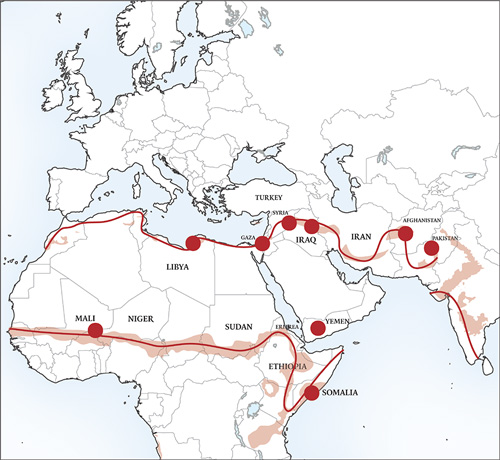 TURKEY
SYRIA
AFGHANISTAN
GAZA
IRAQ
IRAN
PAKISTAN
LIBYA
MALI
NIGER
SUDAN
ERITREA
YEMEN
ETHIOPIA
SOMALIA